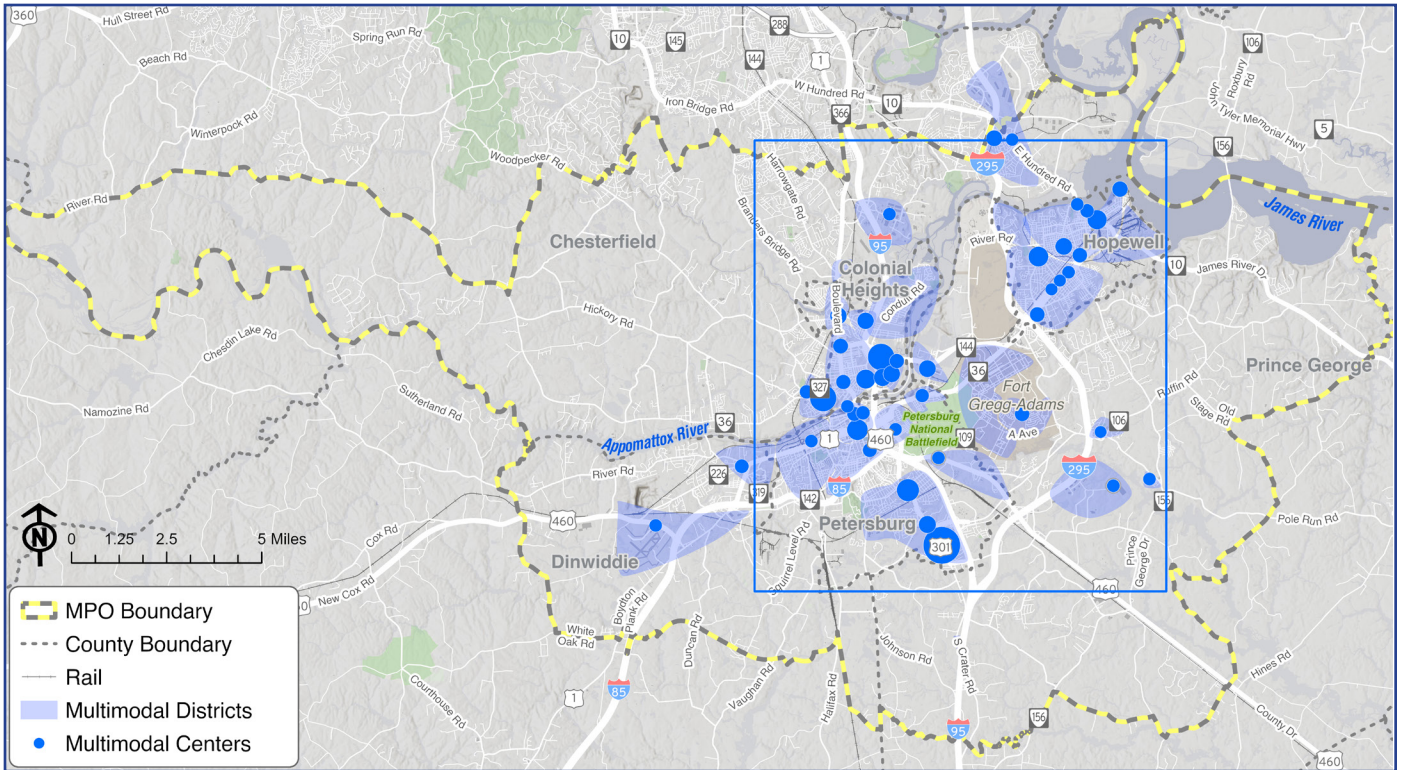 360
Hull Street Rd
Spring Run Rd
10
145
288
144
1
106
Roxbury Rd
Beach Rd
W Hundred Rd
Iron Bridge Rd
10
366
John Tyler Memorial Hwy
5
Winterpock Rd
156
Woodpecker Rd
E Hundred Rd
295
Harrowgate Rd
River Rd
Branders Bridge Rd
James River
Chesterfield
95
River Rd
Hopewell
Colonial
Heights
10
James River Dr
Conduit Rd
Boulevard
Hickory Rd
Chesdin Lake Rd
144
36
Prince George
327
Fort
Gregg-Adams
Ruffin Rd
Old
Stage Rd
Sutherland Rd
Namozine Rd
36
Petersburg
National
Battlefield
A Ave
106
Appomattox River
1
460
109
River Rd
226
295
319
142
85
156
Petersburg
460
Pole Run Rd
Cox Rd
301
Squirrel Level Rd
Dinwiddie
Prince
George Dr
N
0
1.25
2.5
5 Miles
460
New Cox Rd
Boydton
Plank Rd
White
Oak Rd
Duncan Rd
Johnson Rd
S Crater Rd
Hines Rd
Vaughan Rd
Halifax Rd
Courthouse Rd
1
85
95
156
County Dr
460
MPO Boundary
County Boundary
Rail
Multimodal Districts
Multimodal Centers